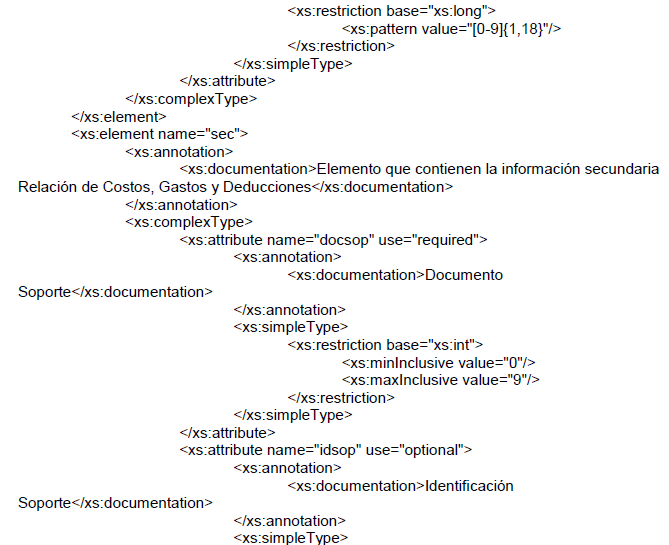 <xs:restriction base="xs:long">
<xs:pattern value="[0-9]{1,18}"/>
</xs:restriction>
</xs:simpleType>
</xs:attribute>
</xs:complexType>
</xs:element>
<xs:element name="sec">
<xs:annotation>
<xs:documentation>Elemento que contienen la información secundaria
Relación de Costos, Gastos y Deducciones</xs:documentation>
</xs:annotation>
<xs:complexType>
<xs:attribute name="docsop" use="required">
<xs:annotation>
<xs:documentation>Documento
Soporte</xs:documentation>
</xs:annotation>
<xs:simpleType>
<xs:restriction base="xs:int">
<xs:minInclusive value="0"/>
<xs:maxInclusive value="9"/>
</xs:restriction>
</xs:simpleType>
</xs:attribute>
<xs:attribute name="idsop" use="optional">
<xs:annotation>
<xs:documentation>Identificación
Soporte</xs:documentation>
</xs:annotation>
<xs:simpleType>